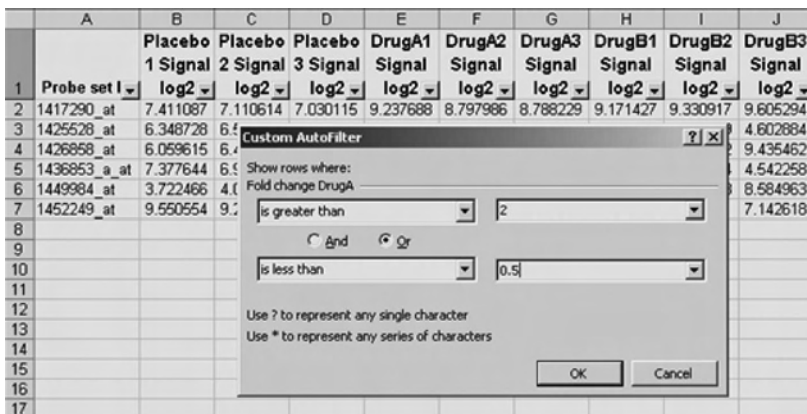 A B C D E F G H I J
Placebo Placebo Placebo DrugA1 DrugA2 DrugA3 DrugB1 DrugB2 DrugB3
1 Signal 2 Signal 3 Signal Signal Signal Signal Signal Signal Signal
1 Probe set I log2 log2 log2 log2 log2 log2 log2 log2 log2
2 1417290_at 7.411087 7.110614 7.030115 9.237688 8.797986 8.788229 9.171427 9.330917 9.605294
3 1425528_at 6.348728 4.602884
4 1426858_at 6.059615 9.435462
5 1436853_a_at 7.377644 4.542258
6 1449984_at 3.722466 8.584963
7 1452249_at 9.550554 7.142618
8
9
10
11
12
13
14
15
16
17
Custom AutoFilter
Show rows where:
Fold change DrugA
is greater than 2
And Or
is less than 0.5
Use ? to represent any single character
Use * to represent any series of characters
OK Cancel